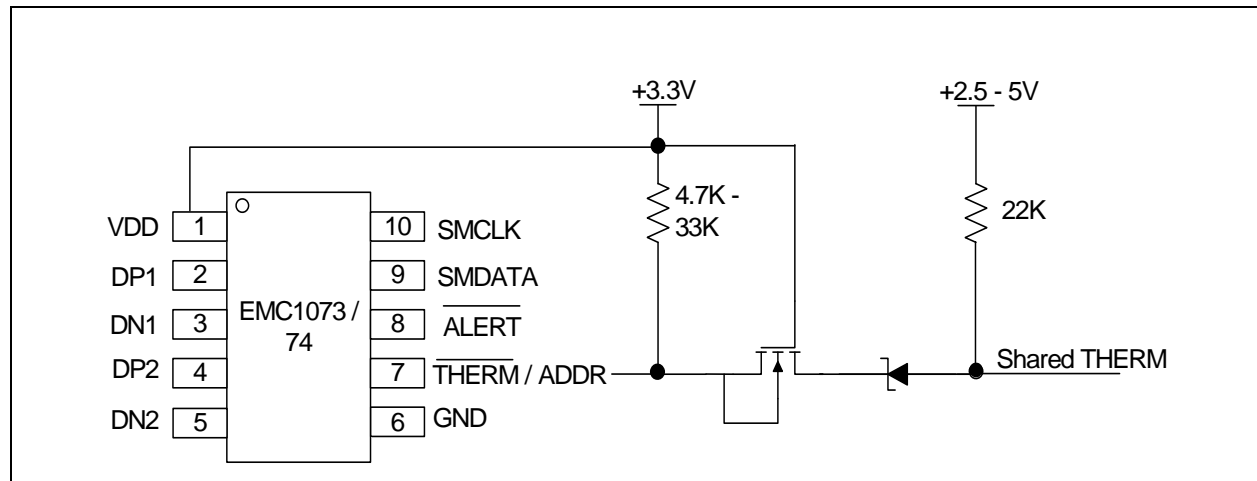 +3.3V
+2.5 - 5V
4.7K -
33K
22K
VDD 1
10 SMCLK
DP1 2
9 SMDATA
EMC1073 /
74
DN1 3
8 ALERT
DP2 4
7 THERM / ADDR
DN2 5
6 GND
Shared THERM